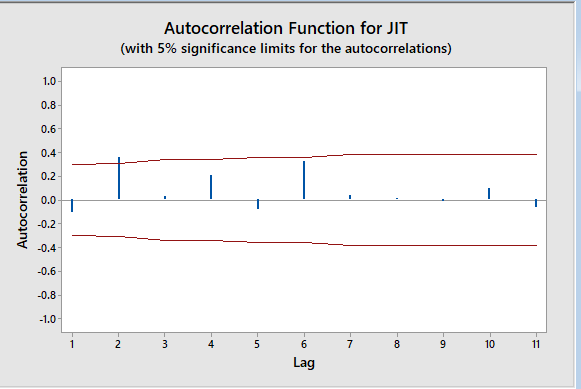 Autocorrelation Function for JIT
(with 5% significance limits for the autocorrelations)
1.0
0.8
0.6
0.4
0.2
0.0
-0.2
-0.4
-0.6
-0.8
-1.0
Autocorrelation
1 2 3 4 5 6 7 8 9 10 11
Lag